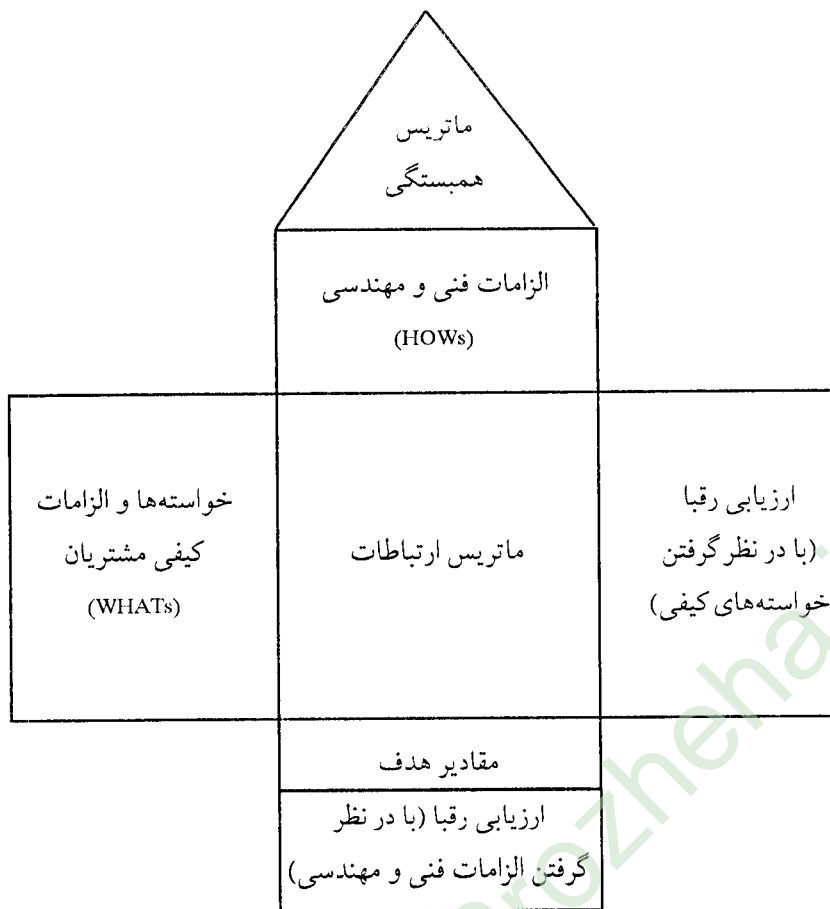 ماتریس
همبستگی
الزامات فنی و مهندسی
(HOWs)
خواسته‌ها و الزامات
کیفی مشتریان
(WHATs)
ماتریس ارتباطات
ارزیابی رقبا
(با در نظر گرفتن
خواسته‌های کیفی)
مقادیر هدف
ارزیابی رقبا (با در نظر
گرفتن الزامات فنی و مهندسی)